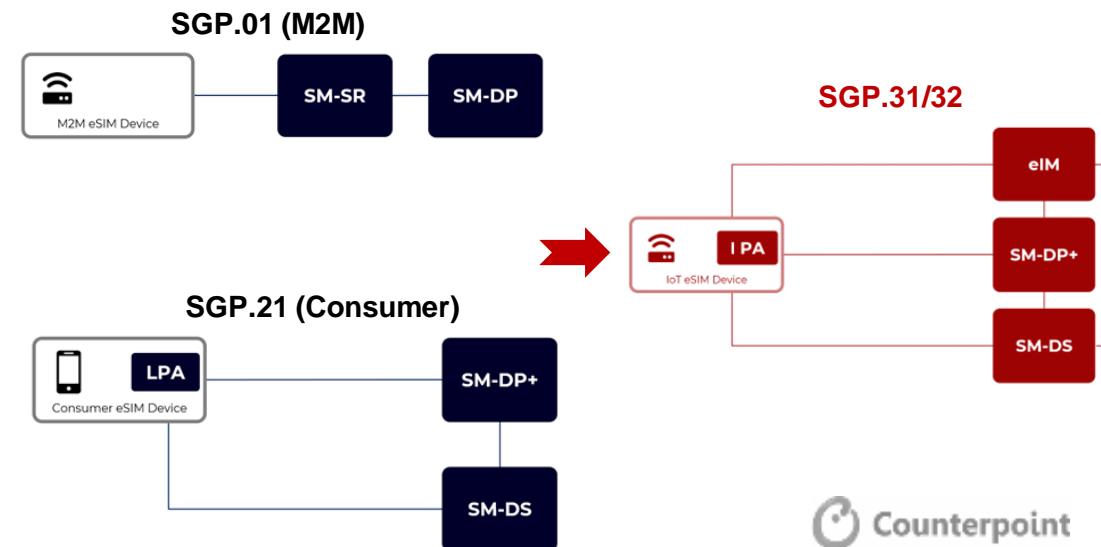 SGP.01 (M2M)
SM-SR
SM-DP
M2M eSIM Device
SGP.21 (Consumer)
LPA
Consumer eSIM Device
SM-DP+
SM-DS
SGP.31/32
eIM
I PA
IoT eSIM Device
SM-DP+
SM-DS
Counterpoint